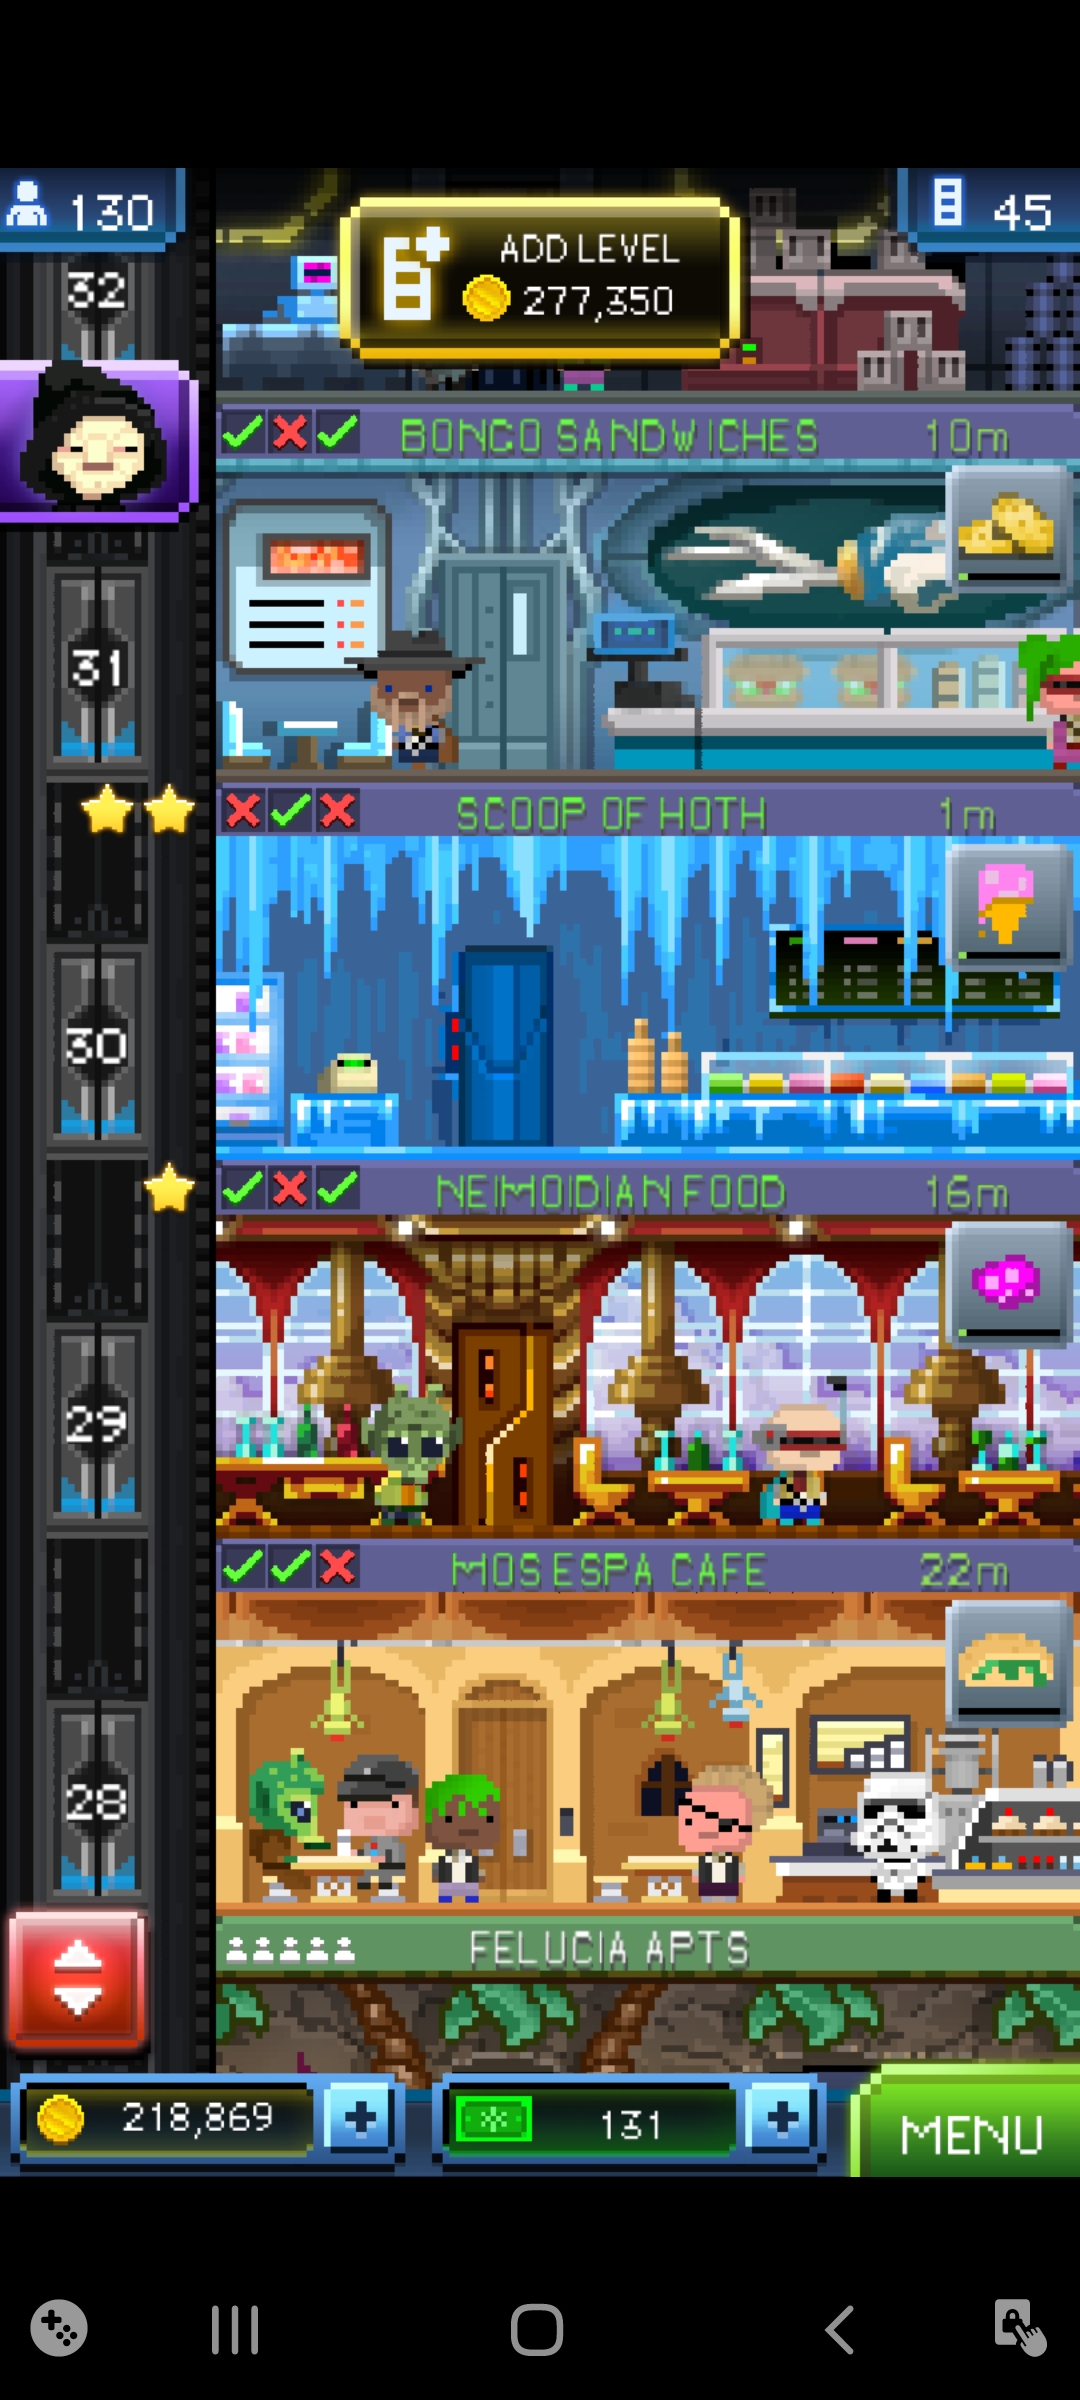 130
ADD LEVEL
277,350
45
32
BONGO SANDWICHES 10m
31
SCOOP OF HOTH 1m
30
NEIMOIDIAN FOOD 16m
29
MOS ESPA CAFE 22m
28
FELUCIA APTS
218,869
131
MENU